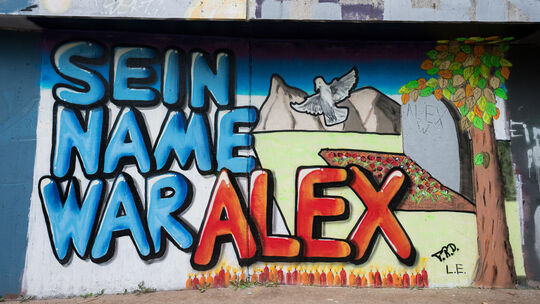 SEIN
NAME
WAR ALEX
ALEX
W
P.R.D.
L.E.